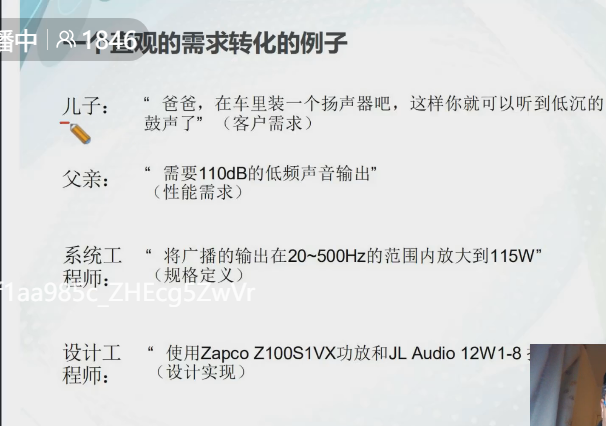 播中 1846
一个直观的需求转化的例子
儿子：
“ 爸爸，在车里装一个扬声器吧，这样你就可以听到低沉的
鼓声了”（客户需求）
父亲：
“ 需要110dB的低频声音输出”
（性能需求）
系统工
程师：
“ 将广播的输出在20~500Hz的范围内放大到115W”
（规格定义）
f1aa985c_ZHEcg5ZwVr
设计工
程师：
“ 使用Zapco Z100S1VX功放和JL Audio 12W1-8
（设计实现）